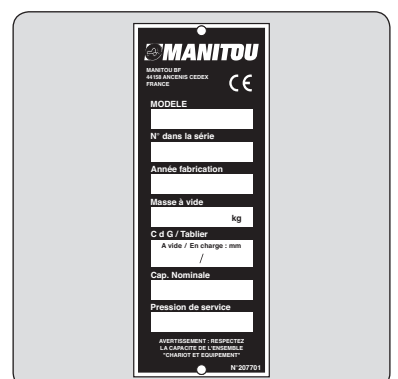 MANITOU
MANITOU BF
44158 ANCENIS CEDEX
FRANCE
CE
MODELE
N° dans la série
Année fabrication
Masse à vide
kg
C d G / Tablier
A vide / En charge : mm
/
Cap. Nominale
Pression de service
AVERTISSEMENT : RESPECTEZ
LA CAPACITE DE L'ENSEMBLE
"CHARIOT ET EQUIPEMENT"
N°207701